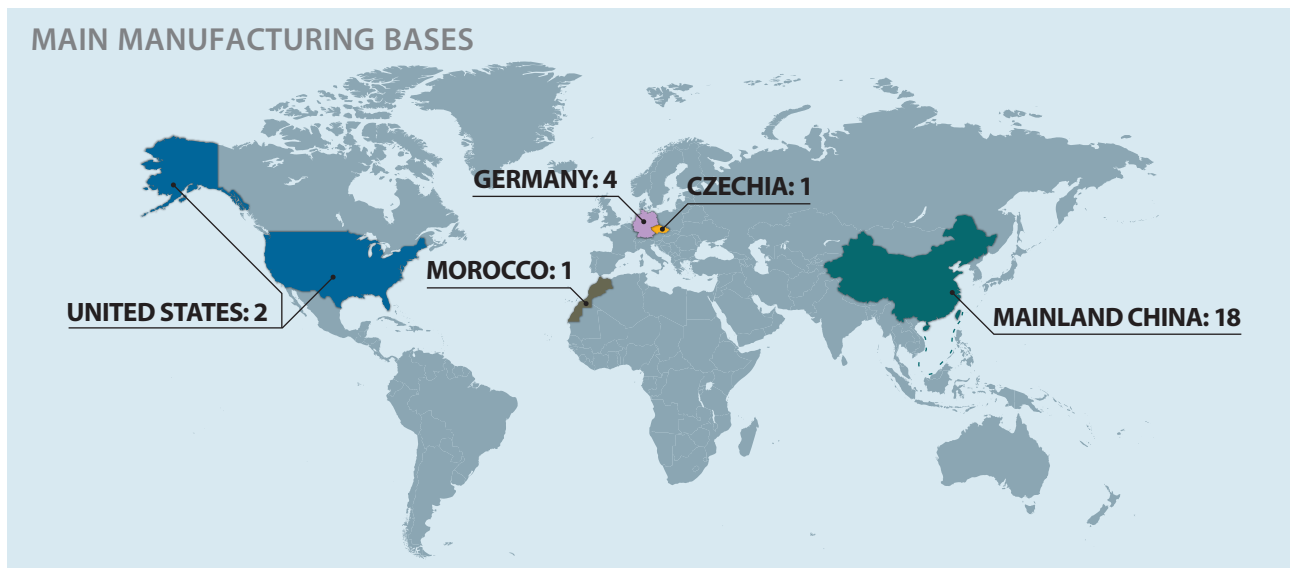 MAIN MANUFACTURING BASES
GERMANY: 4
CZECHIA: 1
MOROCCO: 1
UNITED STATES: 2
MAINLAND CHINA: 18